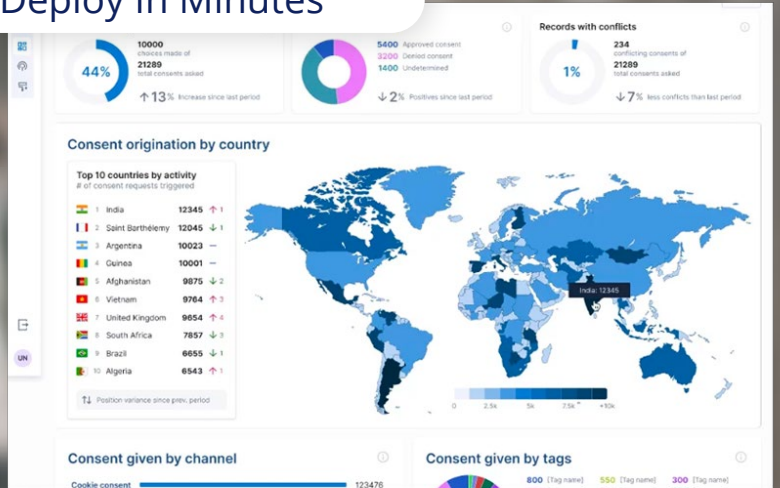 Deploy in Minutes
44%
10000
choices made of
21289
total consents asked
↑13% Increase since last period
5400 Approved consent
3200 Denied consent
1400 Undetermined
↓2% Positives since last period
Records with conflicts
1%
234
conflicting consents of
21289
total consents asked
↓7% less conflicts than last period
Consent origination by country
Top 10 countries by activity
# of consent requests triggered
1 India 12345 ↑ 1
2 Saint Barthélemy 12045 ↓ 1
3 Argentina 10023 –
4 Guinea 10001 –
5 Afghanistan 9875 ↓ 2
6 Vietnam 9764 ↑ 3
7 United Kingdom 9654 ↑ 4
8 South Africa 7857 ↓ 3
9 Brazil 6655 ↓ 1
10 Algeria 6543 ↑ 1
↑↓ Position variance since prev. period
India: 12345
0 2.5k 5k 7.5k +10k
UN
Consent given by channel
Cookie consent 123476
Consent given by tags
800 [Tag name] 550 [Tag name] 300 [Tag name]